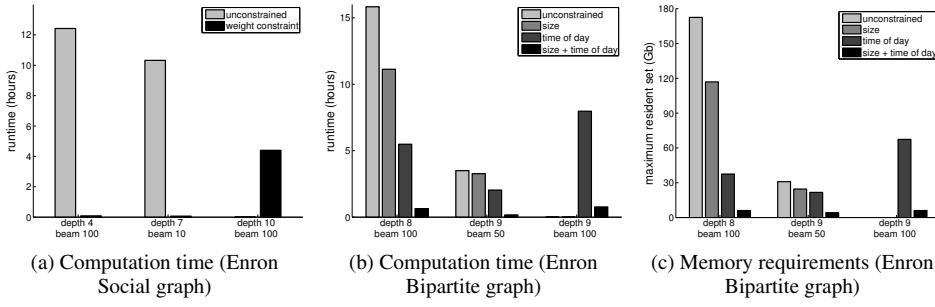 unconstrained
weight constraint
runtime (hours)
12
10
8
6
4
2
0
depth 4 depth 7 depth 10
beam 100 beam 10 beam 100
(a) Computation time (Enron
Social graph)
unconstrained
size
time of day
size + time of day
runtime (hours)
15
10
5
0
depth 8 depth 9 depth 9
beam 100 beam 50 beam 100
(b) Computation time (Enron
Bipartite graph)
unconstrained
size
time of day
size + time of day
maximum resident set (Gb)
180
150
120
90
60
30
0
depth 8 depth 9 depth 9
beam 100 beam 50 beam 100
(c) Memory requirements (Enron
Bipartite graph)